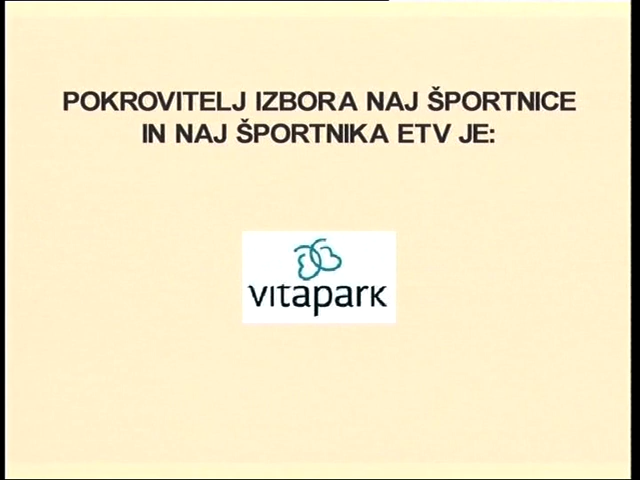 POKROVITELJ IZBORA NAJ ŠPORTNICE
IN NAJ ŠPORTNIKA ETV JE:
vitapark